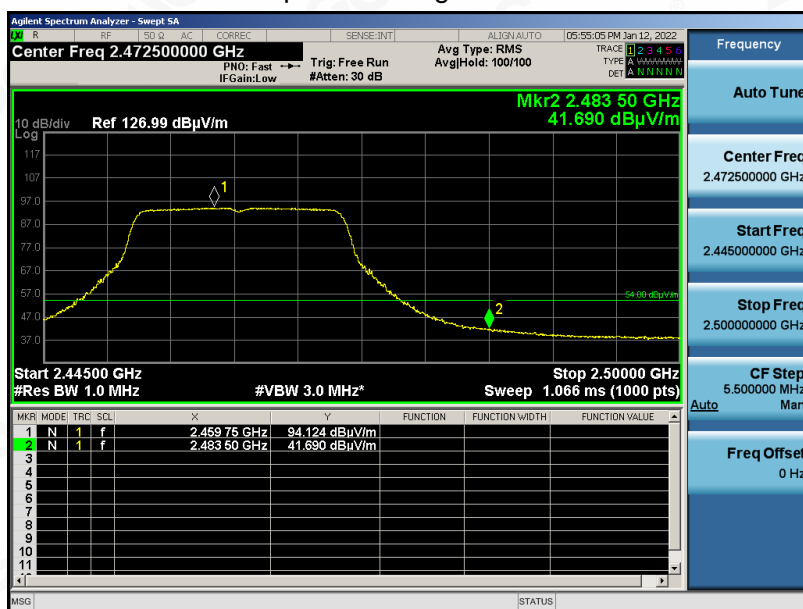 Agilent Spectrum Analyzer - Swept SA
LXI R RF 50 Ω AC CORREC SENSE:INT ALIGN AUTO 05:55:05 PM Jan 12, 2022
Center Freq 2.472500000 GHz
PNO: Fast
IFGain:Low
Trig: Free Run
#Atten: 30 dB
Avg Type: RMS
Avg|Hold: 100/100
TRACE 1 2 3 4 5 6
TYPE A WWWWW
DET A N N N N N
Mkr2 2.483 50 GHz
41.690 dBµV/m
10 dB/div Ref 126.99 dBµV/m
Log
117
107
97.0
87.0
77.0
67.0
57.0
47.0
37.0
1
2
54.00 dBµV/m
Start 2.44500 GHz Stop 2.50000 GHz
#Res BW 1.0 MHz #VBW 3.0 MHz* Sweep 1.066 ms (1000 pts)
MKR MODE TRC SCL X Y FUNCTION FUNCTION WIDTH FUNCTION VALUE
1 N 1 f 2.459 75 GHz 94.124 dBµV/m
2 N 1 f 2.483 50 GHz 41.690 dBµV/m
3
4
5
6
7
8
9
10
11
MSG STATUS
Frequency
Auto Tune
Center Freq
2.472500000 GHz
Start Freq
2.445000000 GHz
Stop Freq
2.500000000 GHz
CF Step
5.500000 MHz
Auto Man
Freq Offset
0 Hz